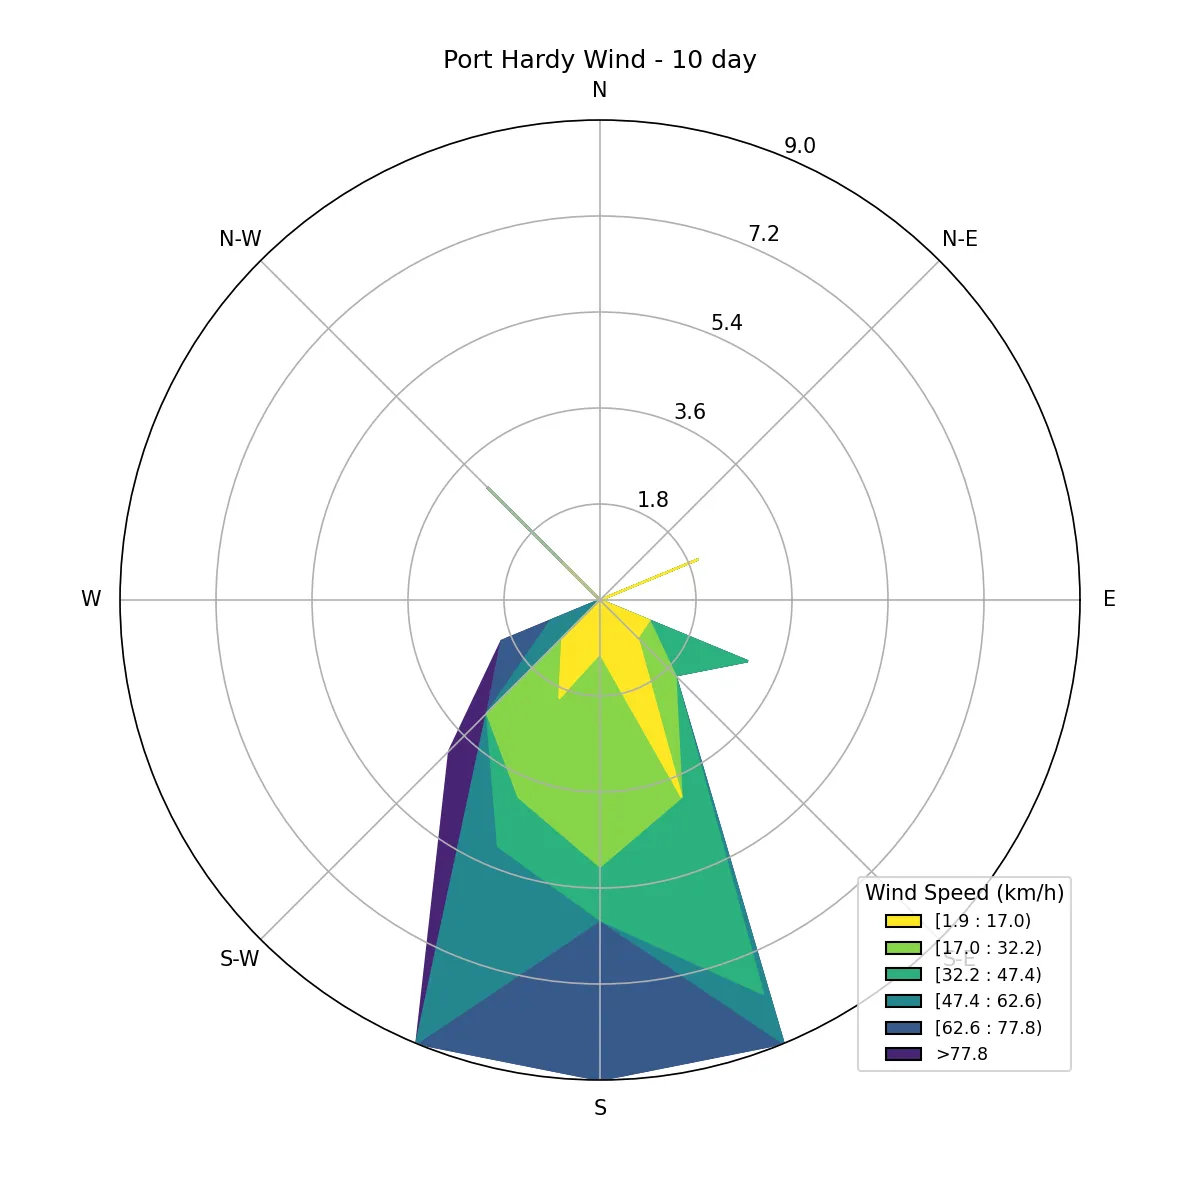 Port Hardy Wind - 10 day
N
9.0
N-W
N-E
7.2
5.4
3.6
1.8
W
E
Wind Speed (km/h)
[1.9 : 17.0)
[17.0 : 32.2)
S-W
S-E
[32.2 : 47.4)
[47.4 : 62.6)
[62.6 : 77.8)
>77.8
S